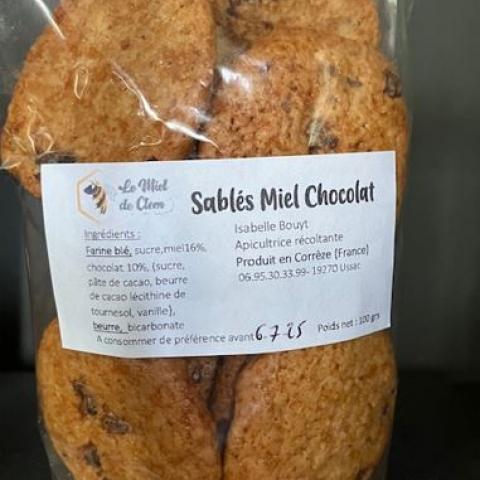 Le Miel
de Clem
Sablés Miel Chocolat
Ingrédients :
Farine blé, sucre,miel16%,
chocolat 10%, (sucre,
pâte de cacao, beurre
de cacao lécithine de
tournesol, vanille),
beurre, bicarbonate
Isabelle Bouyt
Apicultrice récoltante
Produit en Corrèze (France)
06.95.30.33.99- 19270 Ussac
A consommer de préférence avant 6.7.25 Poids net : 100 grs